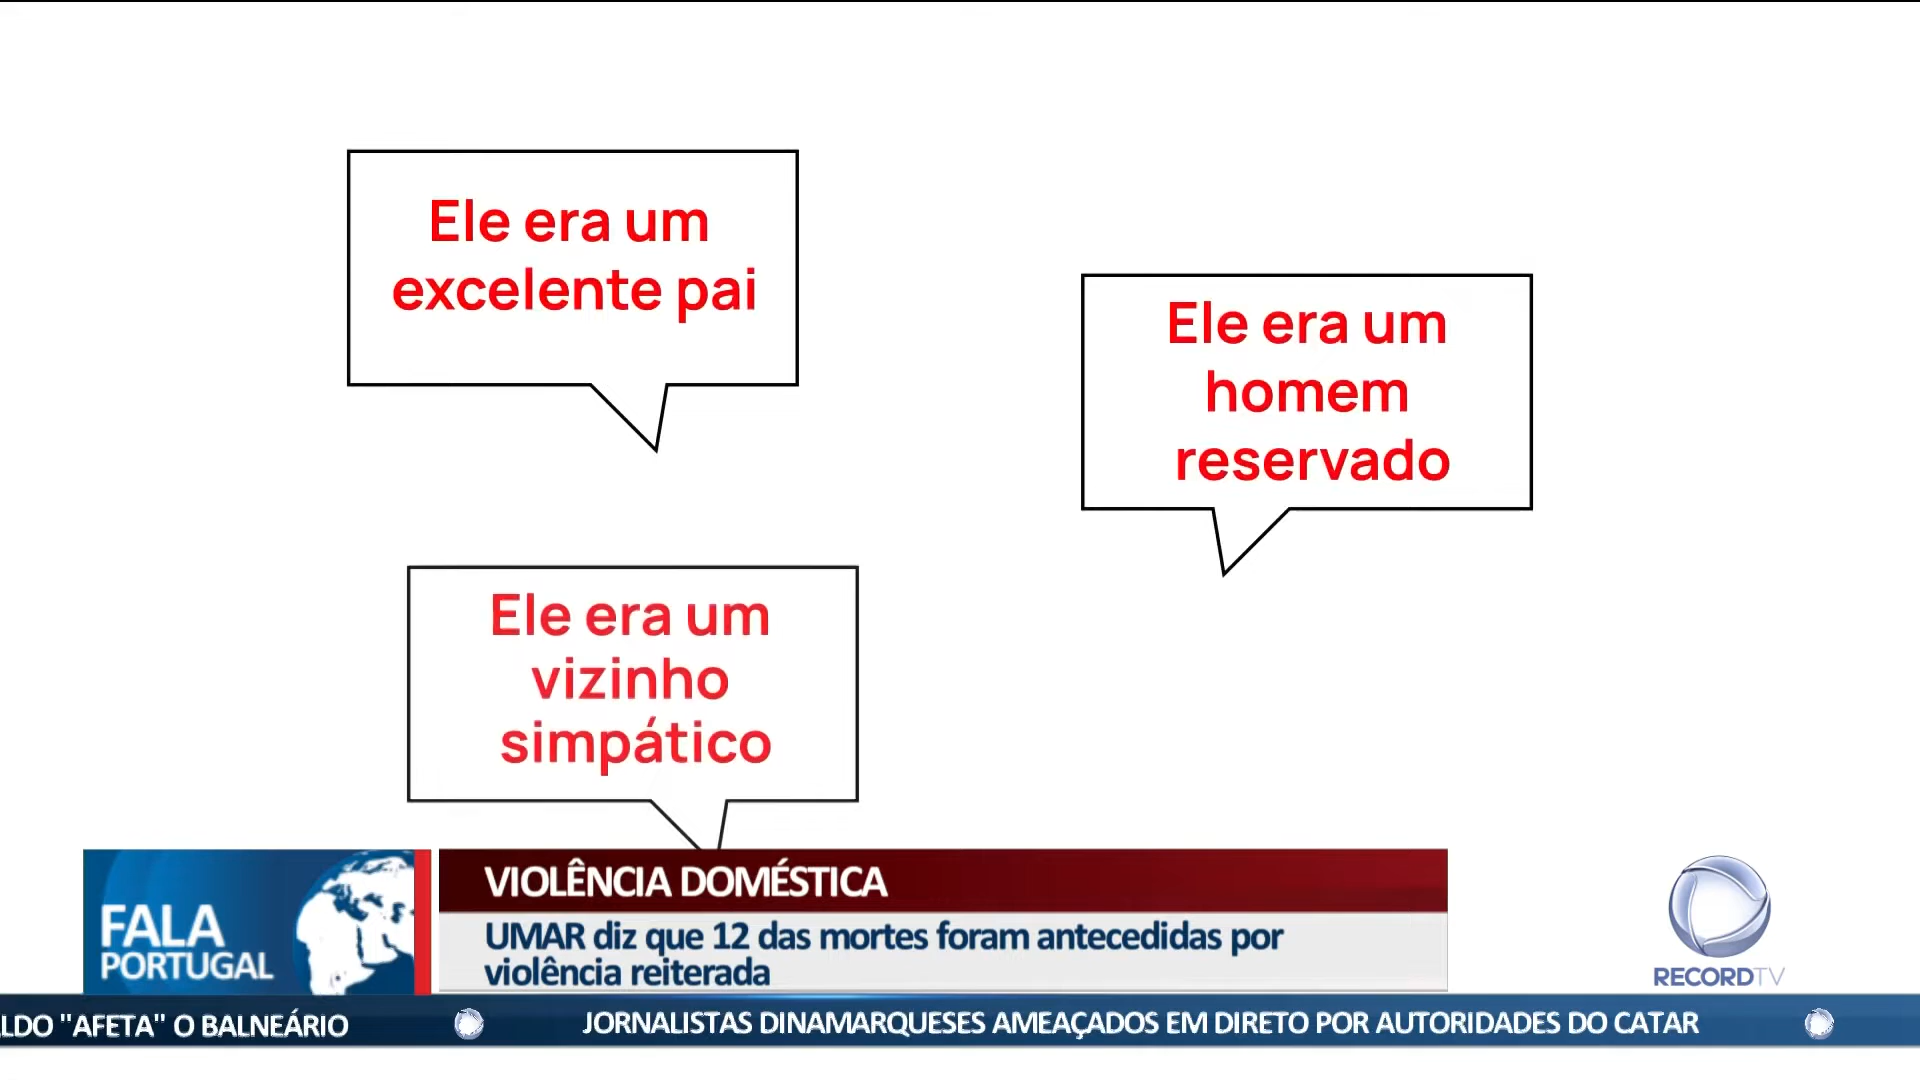 Ele era um
excelente pai
Ele era um
homem
reservado
Ele era um
vizinho
simpático
VIOLÊNCIA DOMÉSTICA
UMAR diz que 12 das mortes foram antecedidas por
violência reiterada
FALA
PORTUGAL
RECORDTV
"AFETA" O BALNEÁRIO
JORNALISTAS DINAMARQUESES AMEAÇADOS EM DIRETO POR AUTORIDADES DO CATAR